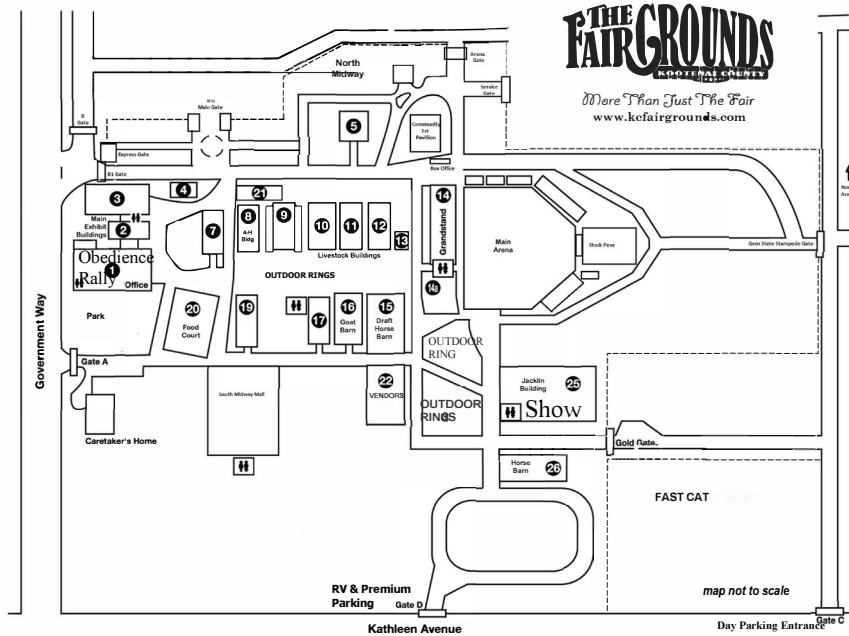 THE
FAIRGROUNDS
KOOTENAI COUNTY
More Than Just The Fair
www.kcfairgrounds.com
North
Midway
Arena
Gate
Service
Gate
Main Gate
B
Gate
5
Community
1st
Pavilion
Express Gate
Box Office
B1 Gate
3
4
21
14
Grandstand
Main
Exhibit
Buildings
2
7
8
4-H
Bldg
9
10
11
12
13
Livestock Buildings
Main
Arena
Stock Pens
Gem State Stampede Gate
Obedience
Rally
1
Office
OUTDOOR RINGS
14a
Park
20
Food
Court
19
17
16
Goat
Barn
15
Draft
Horse
Barn
OUTDOOR
RING
Government Way
Gate A
South Midway Mall
22
VENDORS
OUTDOOR
RINGS
Jacklin
Building
25
Show
Caretaker's Home
Gold Gate
Horse
Barn
26
FAST CAT
RV & Premium
Parking
Gate D
map not to scale
Day Parking Entrance
Gate C
Kathleen Avenue